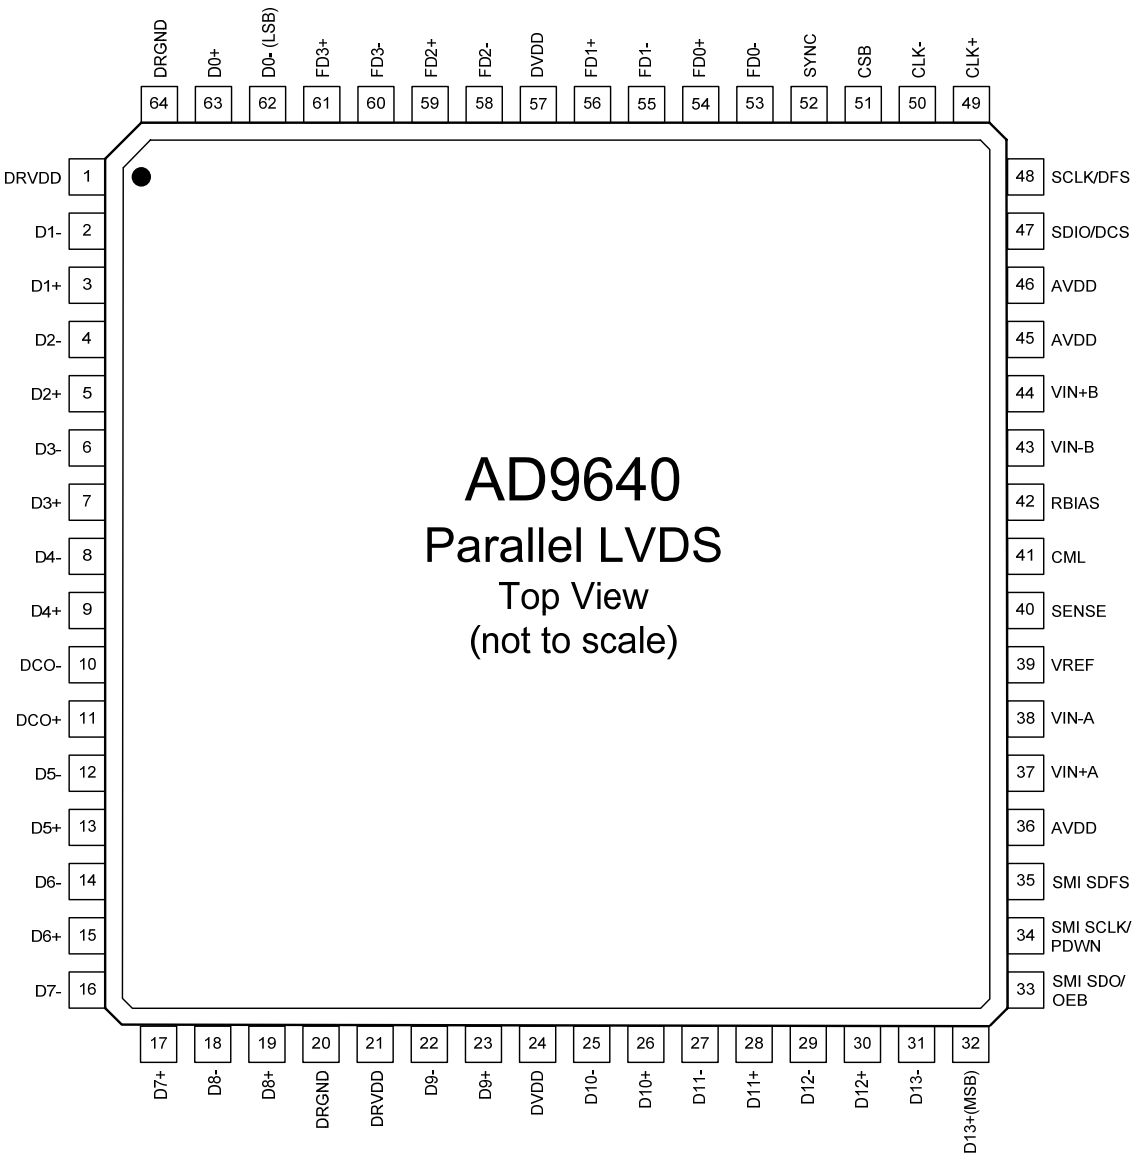 DRGND
D0+
D0- (LSB)
FD3+
FD3-
FD2+
FD2-
DVDD
FD1+
FD1-
FD0+
FD0-
SYNC
CSB
CLK-
CLK+
64 63 62 61 60 59 58 57 56 55 54 53 52 51 50 49
DRVDD 1
D1- 2
D1+ 3
D2- 4
D2+ 5
D3- 6
D3+ 7
D4- 8
D4+ 9
DCO- 10
DCO+ 11
D5- 12
D5+ 13
D6- 14
D6+ 15
D7- 16
AD9640
Parallel LVDS
Top View
(not to scale)
48 SCLK/DFS
47 SDIO/DCS
46 AVDD
45 AVDD
44 VIN+B
43 VIN-B
42 RBIAS
41 CML
40 SENSE
39 VREF
38 VIN-A
37 VIN+A
36 AVDD
35 SMI SDFS
34 SMI SCLK/
PDWN
33 SMI SDO/
OEB
17 18 19 20 21 22 23 24 25 26 27 28 29 30 31 32
D7+
D8-
D8+
DRGND
DRVDD
D9-
D9+
DVDD
D10-
D10+
D11-
D11+
D12-
D12+
D13-
D13+(MSB)